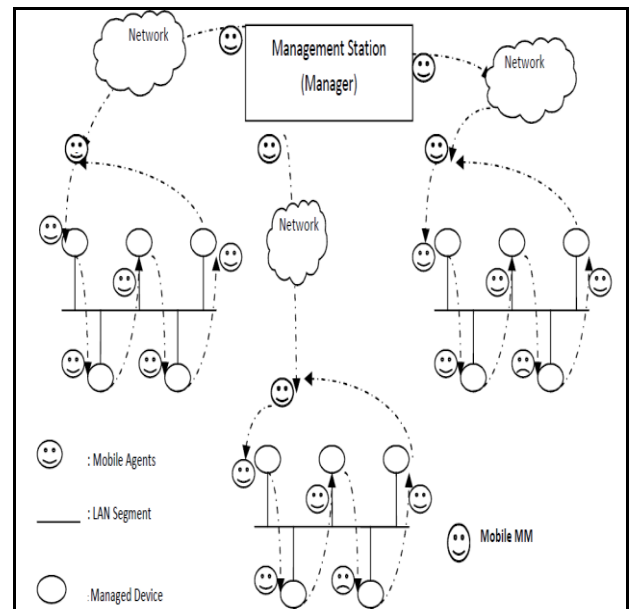 Network
Management Station
(Manager)
Network
Network
: Mobile Agents
: LAN Segment
Mobile MM
: Managed Device